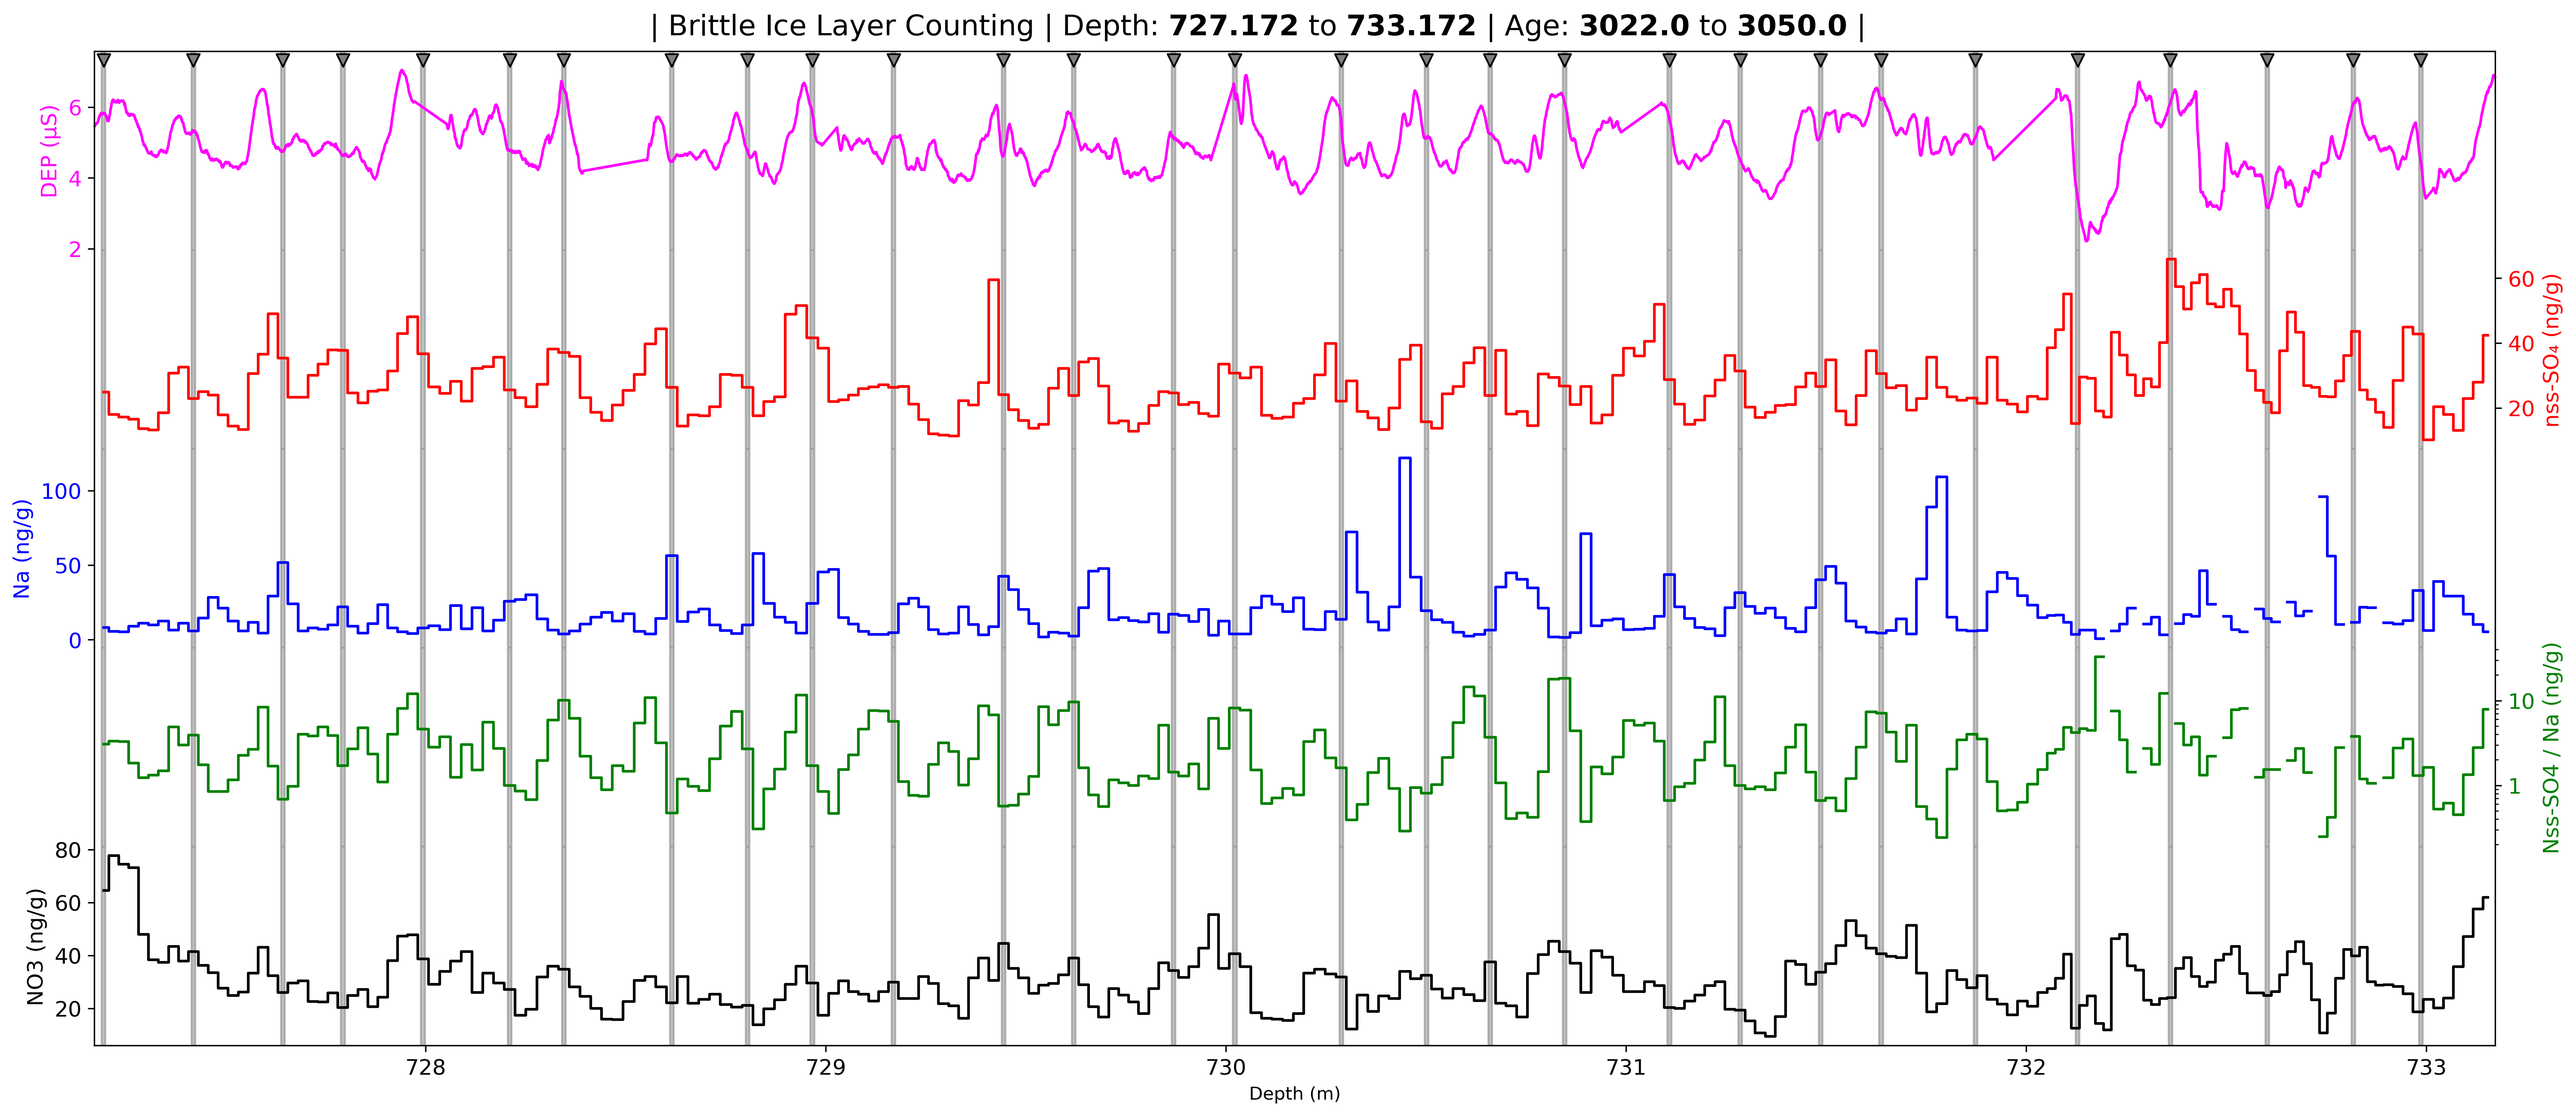 | Brittle Ice Layer Counting | Depth: 727.172 to 733.172 | Age: 3022.0 to 3050.0 |
DEP (µS)
6
4
2
60
40
20
nss-SO₄ (ng/g)
Na (ng/g)
100
50
0
10
1
Nss-SO4 / Na (ng/g)
NO3 (ng/g)
80
60
40
20
728 729 730 731 732 733
Depth (m)